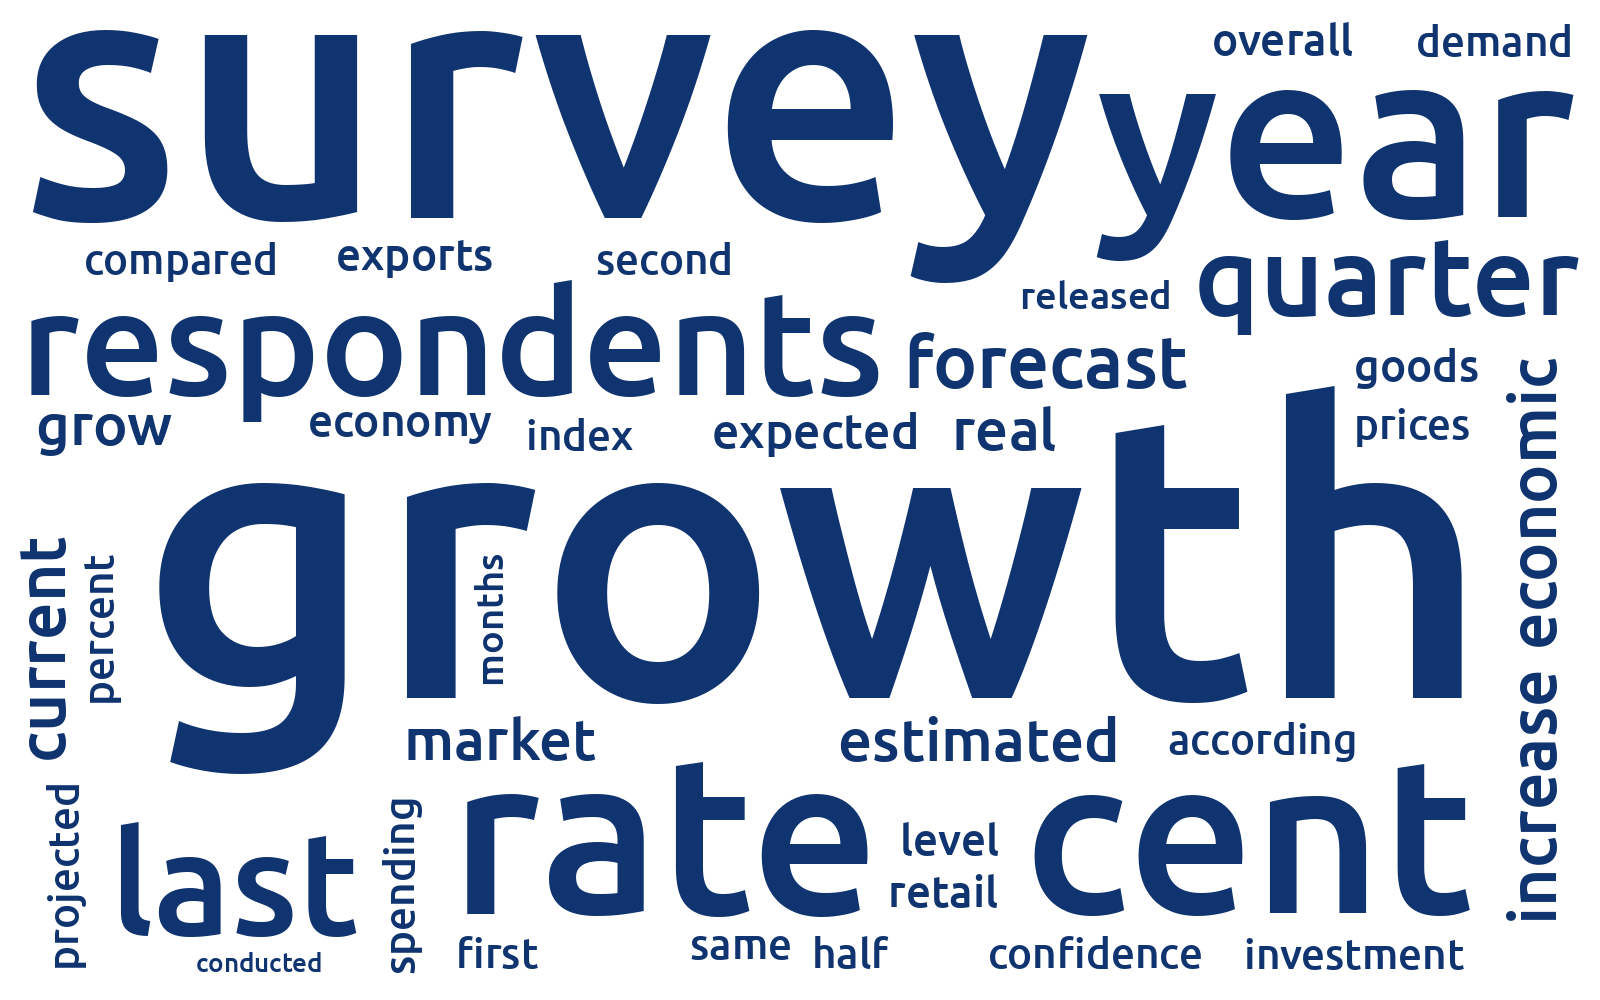 survey
year
overall
demand
compared
exports
second
released
quarter
respondents
forecast
goods
grow
economy
index
expected
real
prices
growth
months
current
percent
economic
increase
market
estimated
according
projected
last
spending
rate
level
retail
cent
conducted
first
same
half
confidence
investment